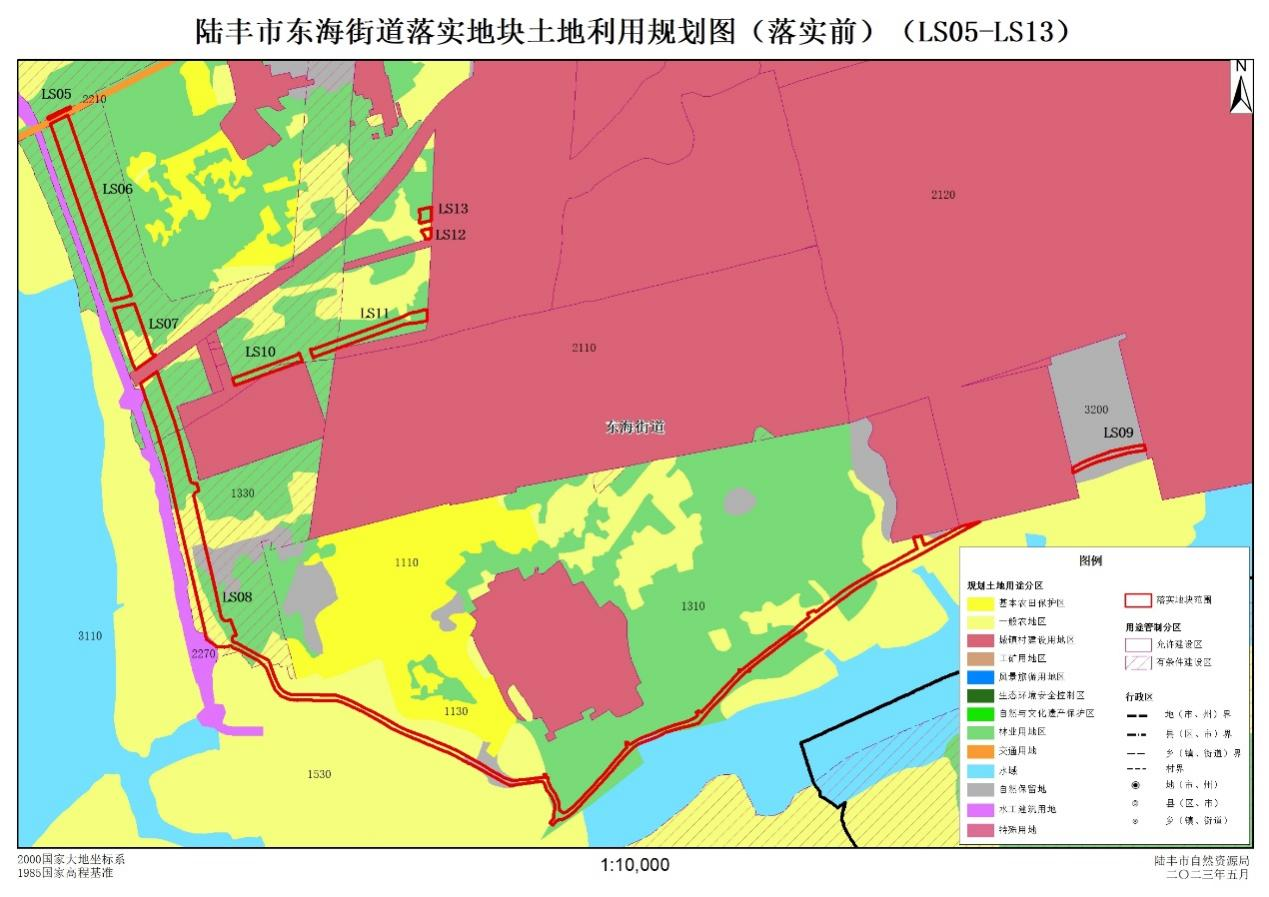 陆丰市东海街道落实地块土地利用规划图（落实前）（LS05-LS13）
N
LS05
2210
LS06
LS13
2120
LS12
LS07
LS11
LS10
2110
3200
东海街道
LS09
1330
1110
LS08
1310
3110
2270
1130
1530
图例
规划土地用途分区
基本农田保护区
一般农地区
城镇村建设用地区
工矿用地区
风景旅游用地区
生态环境安全控制区
自然与文化遗产保护区
林业用地区
交通用地
水域
自然保留地
水工建筑用地
特殊用地
落实地块范围
用途管制分区
允许建设区
有条件建设区
行政区
地（市、州）界
县（区、市）界
乡（镇、街道）界
村界
地（市、州）
县（区、市）
乡（镇、街道）
2000国家大地坐标系
1985国家高程基准
1:10,000
陆丰市自然资源局
二〇二三年五月